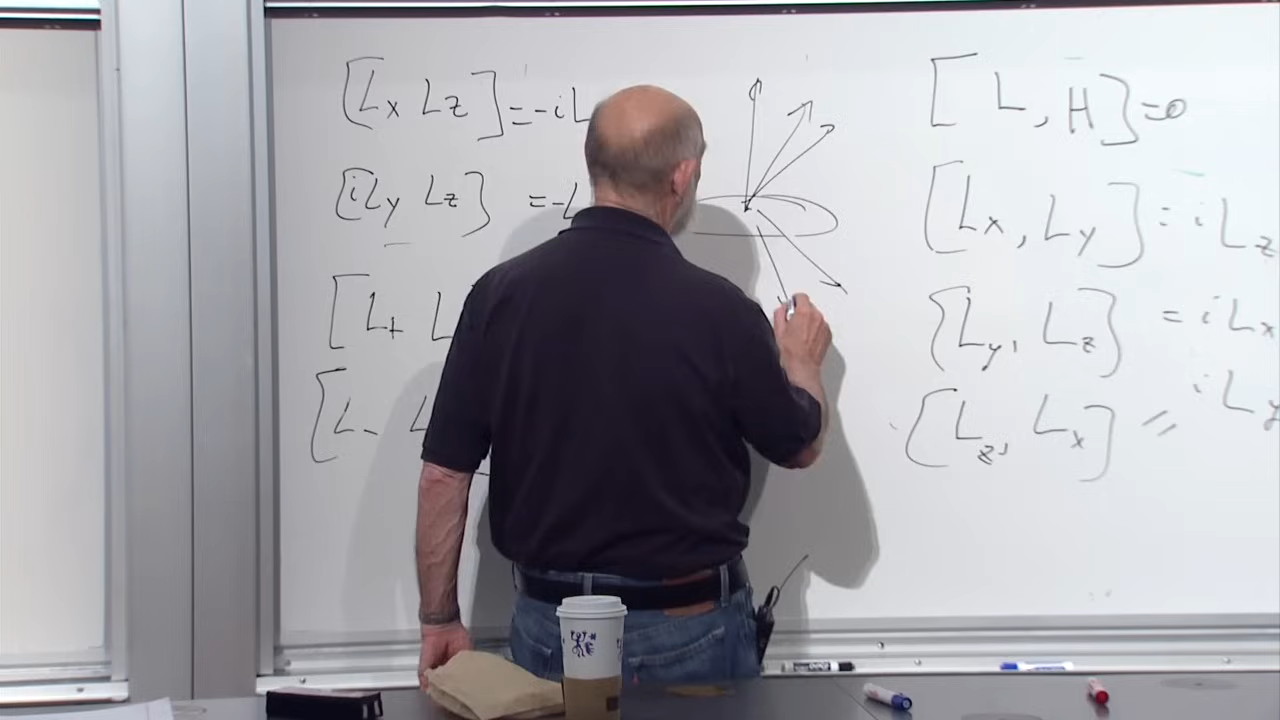 [Lx Lz] = -iL
[iLy Lz] = -L
[L+ L
[L- L
[L, H] = 0
[Lx, Ly] = iLz
[Ly, Lz] = iLx
[Lz, Lx] = iLy